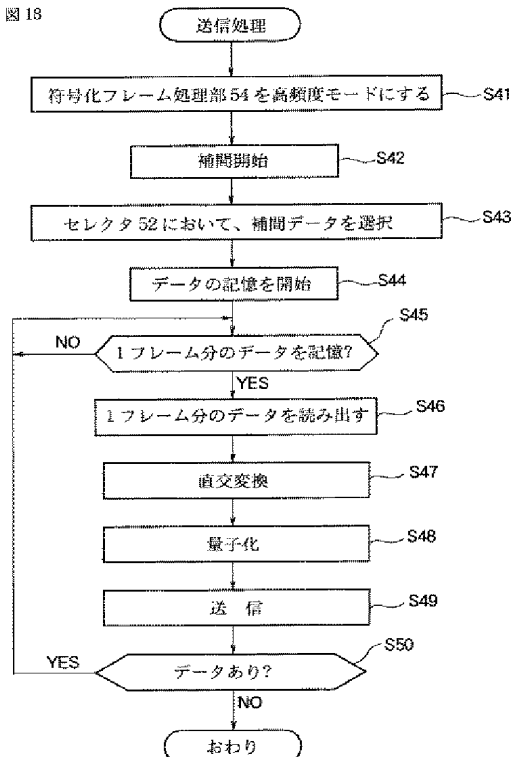 図 18
送信処理
符号化フレーム処理部 54 を高頻度モードにする
S41
補間開始
S42
セレクタ 52 において、補間データを選択
S43
データの記憶を開始
S44
S45
NO
1 フレーム分のデータを記憶?
YES
S46
1 フレーム分のデータを読み出す
直交変換
S47
量子化
S48
送 信
S49
S50
YES
データあり?
NO
おわり